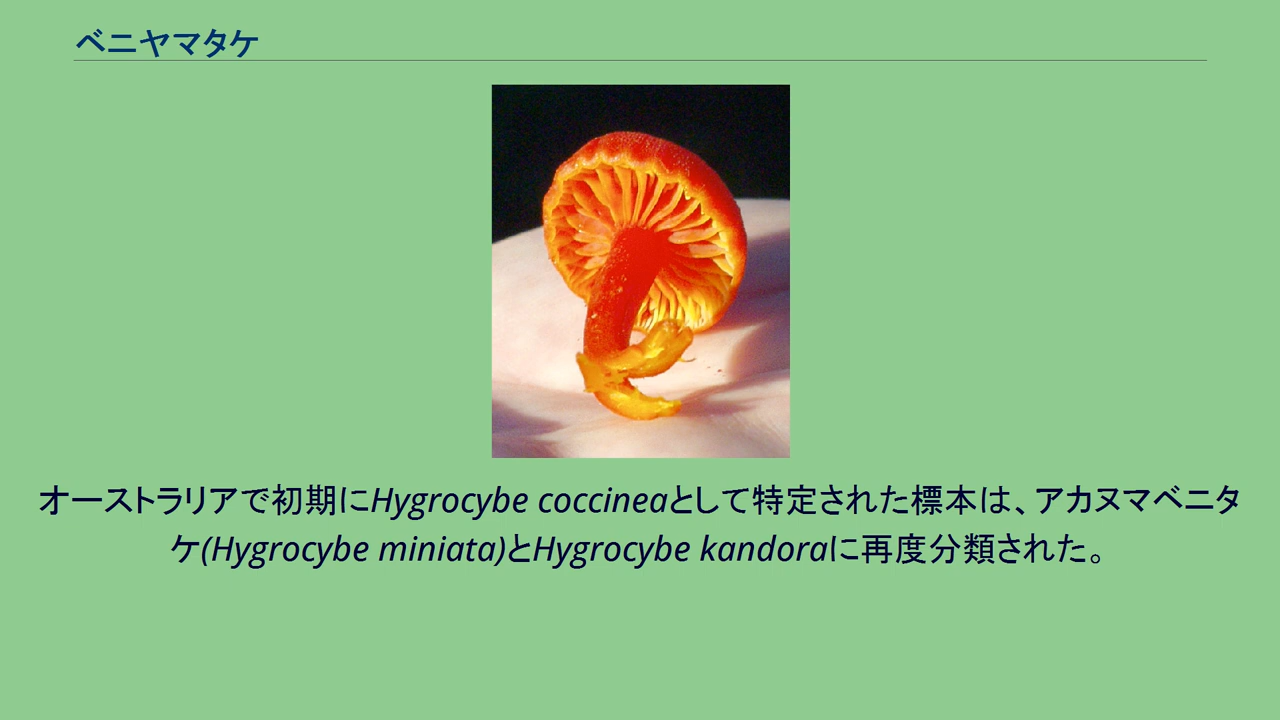 ベニヤマタケ
オーストラリアで初期にHygrocybe coccineaとして特定された標本は、アカヌマベニタ
ケ(Hygrocybe miniata)とHygrocybe kandoraに再度分類された。